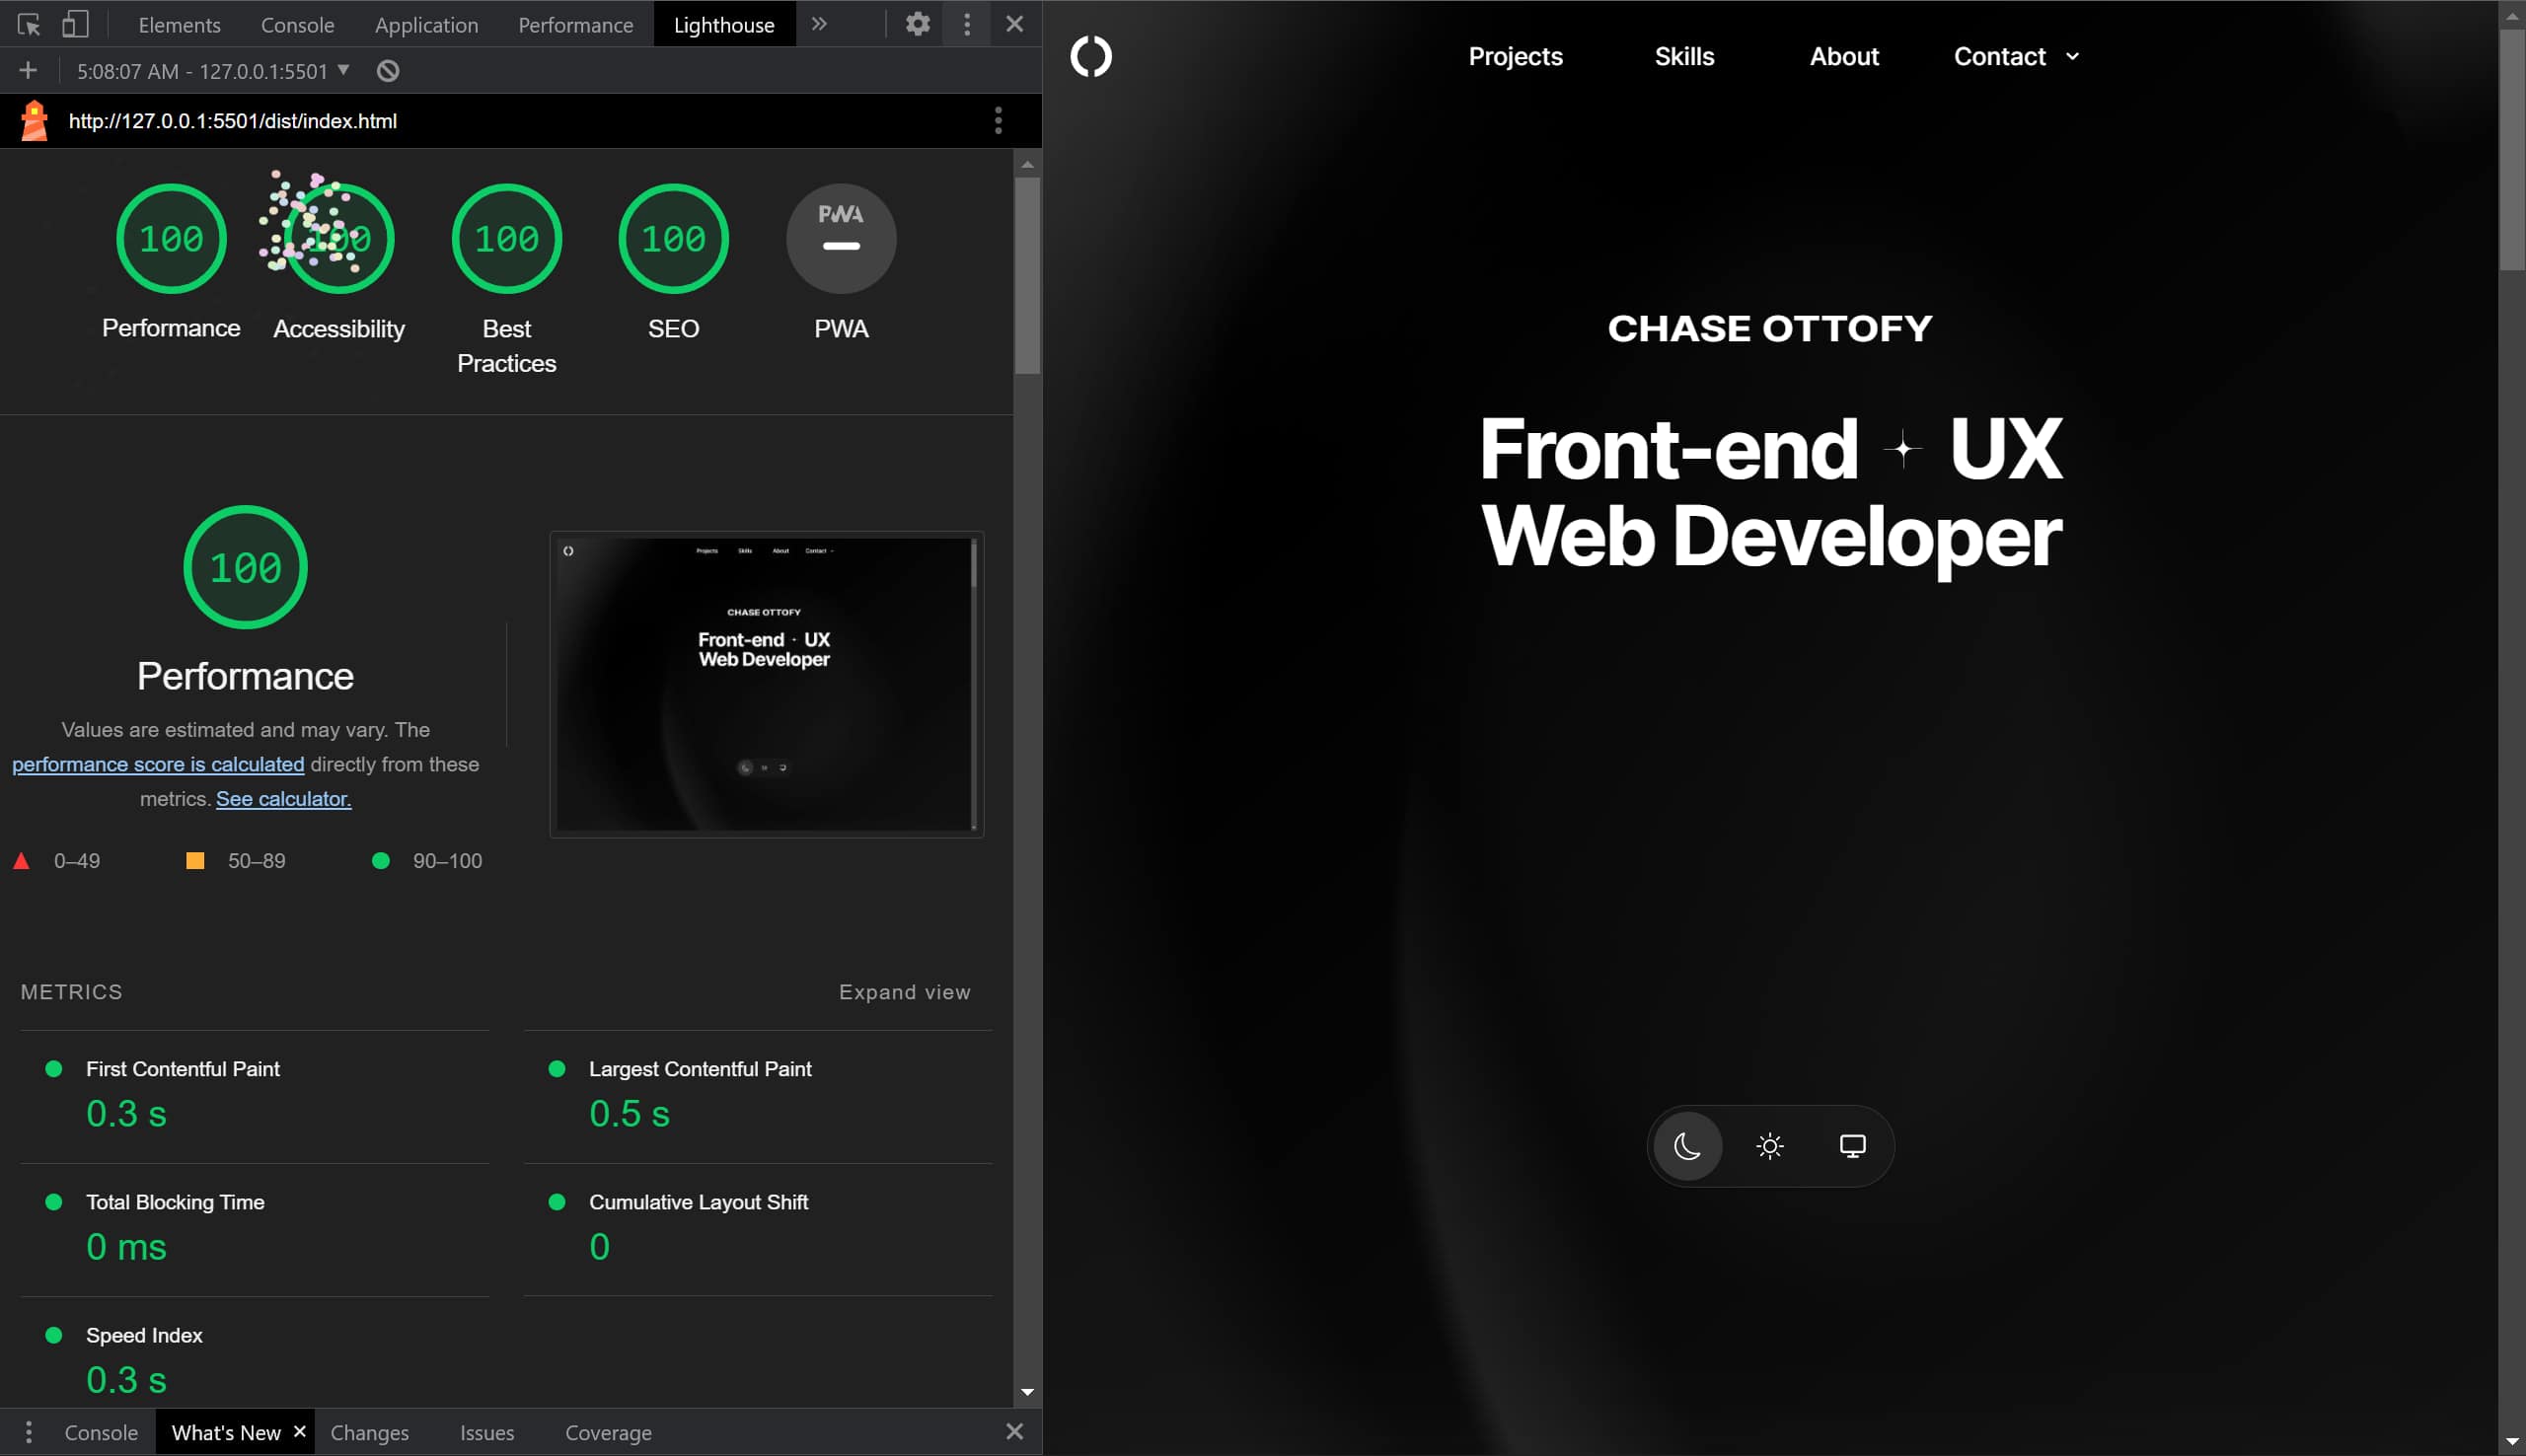 Elements Console Application Performance Lighthouse
5:08:07 AM - 127.0.0.1:5501
http://127.0.0.1:5501/dist/index.html
100 100 100 100 PWA
Performance Accessibility Best Practices SEO PWA
100
Performance
Values are estimated and may vary. The
performance score is calculated directly from these
metrics. See calculator.
0–49 50–89 90–100
Projects Skills About Contact
CHASE OTTOFY
Front-end UX
Web Developer
METRICS Expand view
First Contentful Paint
0.3 s
Largest Contentful Paint
0.5 s
Total Blocking Time
0 ms
Cumulative Layout Shift
0
Speed Index
0.3 s
Console What's New Changes Issues Coverage
Projects Skills About Contact
CHASE OTTOFY
Front-end UX
Web Developer